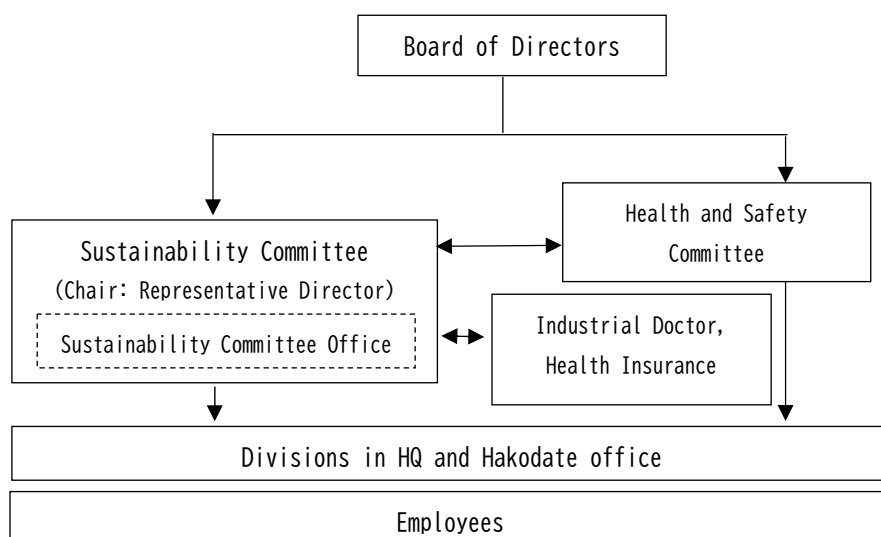 Board of Directors
Health and Safety
Committee
Sustainability Committee
(Chair: Representative Director)
Sustainability Committee Office
Industrial Doctor,
Health Insurance
Divisions in HQ and Hakodate office
Employees